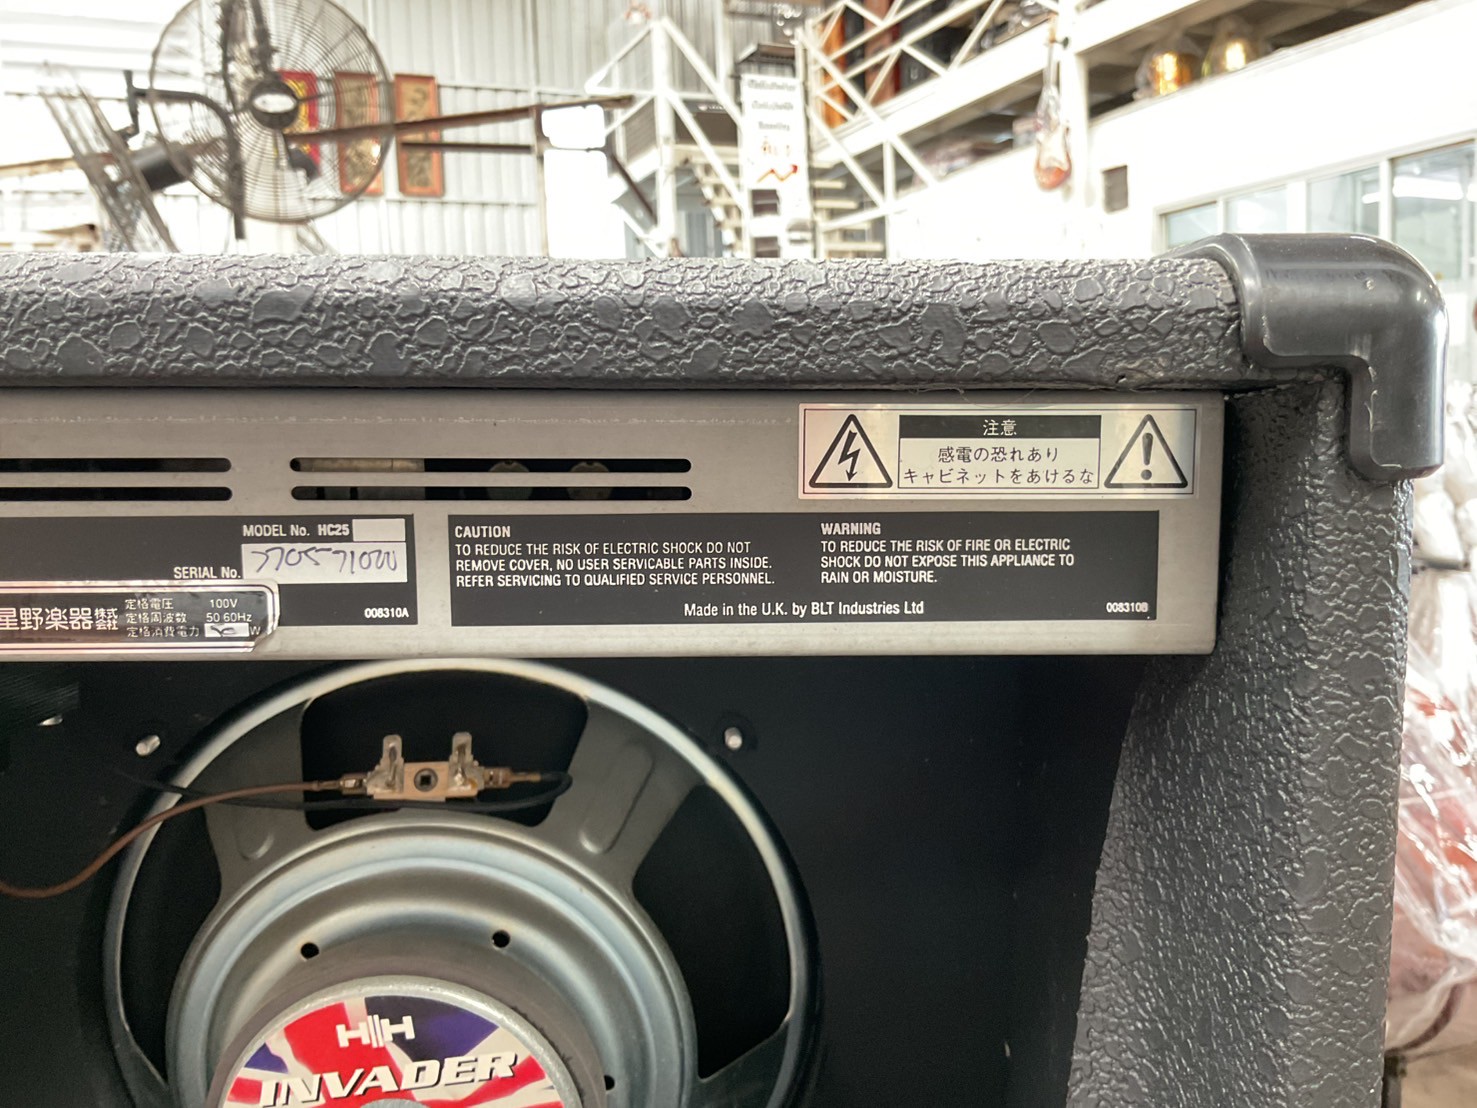 注意
感電の恐れあり
キャビネットをあけるな
MODEL No. HC25
SERIAL No.
008310A
星野楽器株式会社
定格電圧 100V
定格周波数 50 60Hz
定格消費電力 W
CAUTION
TO REDUCE THE RISK OF ELECTRIC SHOCK DO NOT
REMOVE COVER, NO USER SERVICABLE PARTS INSIDE.
REFER SERVICING TO QUALIFIED SERVICE PERSONNEL.
WARNING
TO REDUCE THE RISK OF FIRE OR ELECTRIC
SHOCK DO NOT EXPOSE THIS APPLIANCE TO
RAIN OR MOISTURE.
Made in the U.K. by BLT Industries Ltd
008310B
HH
INVADER